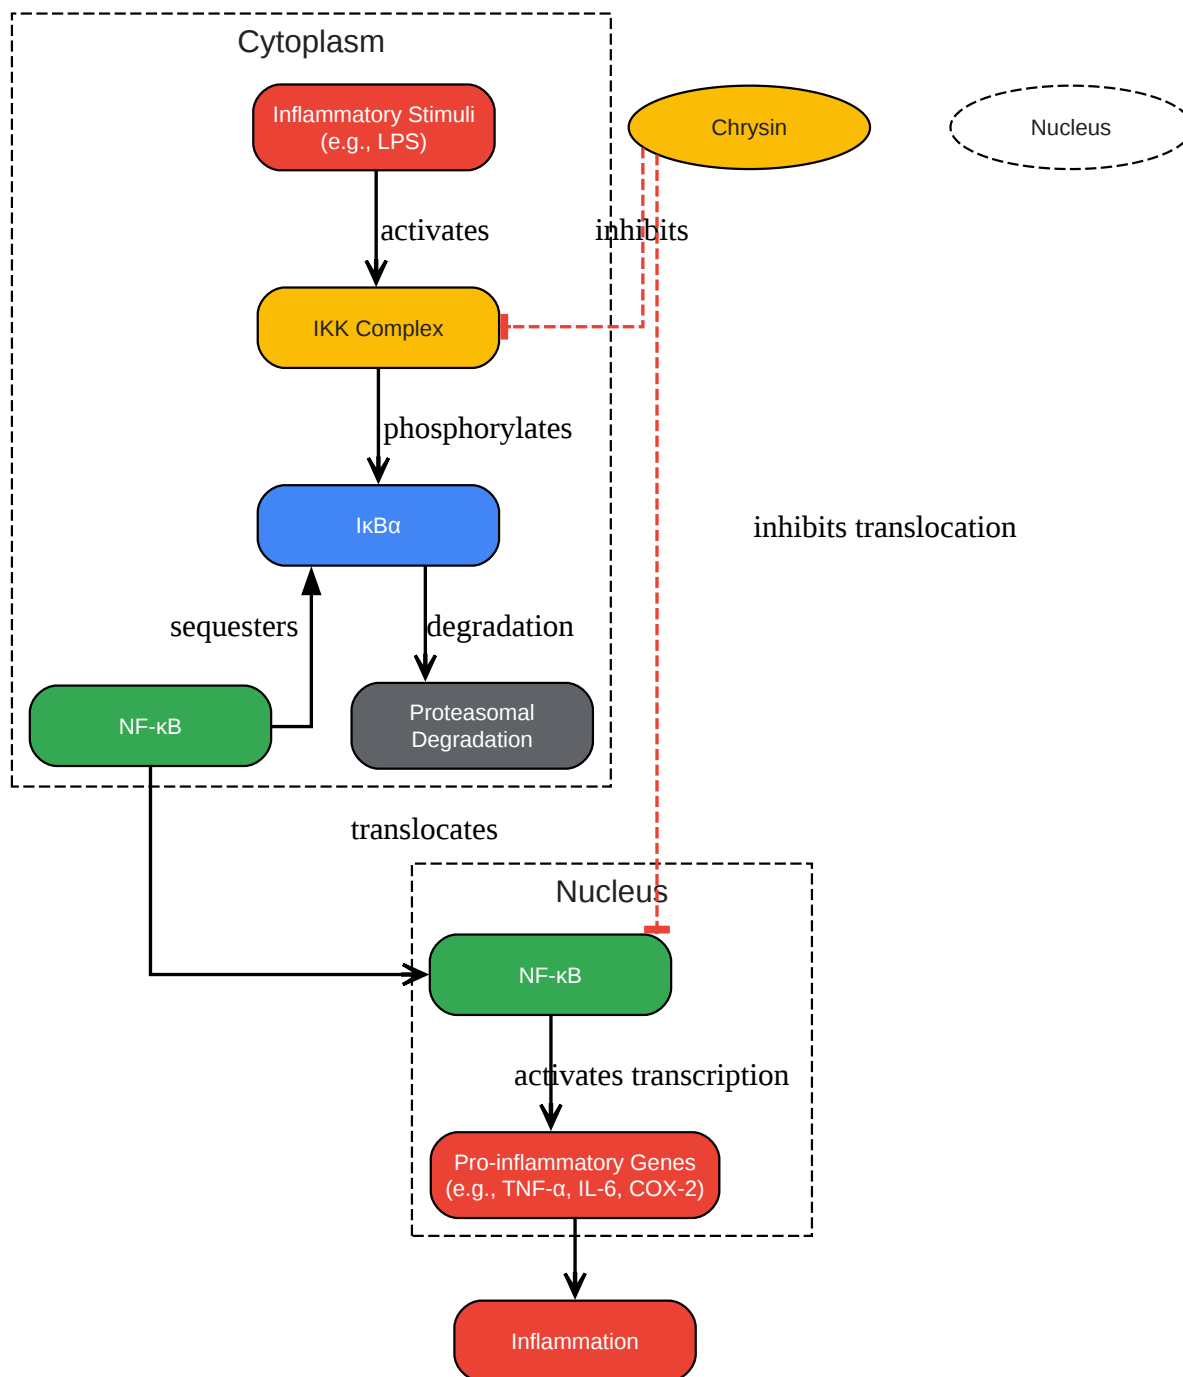 Cytoplasm
Inflammatory Stimuli
(e.g., LPS)
Chrysin
Nucleus
activates
inhibits
IKK Complex
phosphorylates
IκBα
inhibits translocation
sequesters
degradation
NF-κB
Proteasomal
Degradation
translocates
Nucleus
NF-κB
activates transcription
Pro-inflammatory Genes
(e.g., TNF-α, IL-6, COX-2)
Inflammation